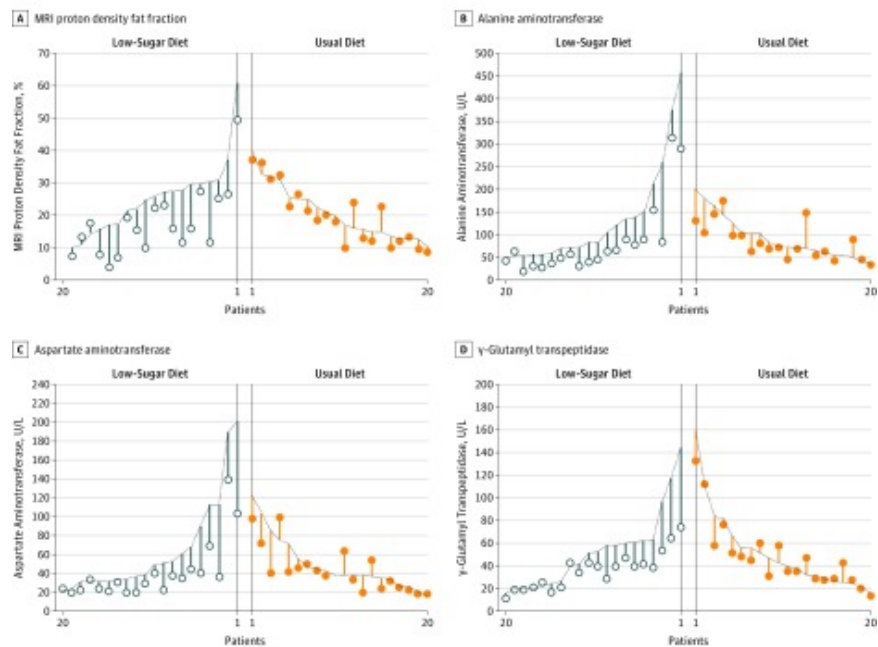 A MRI proton density fat fraction
Low-Sugar Diet Usual Diet
MRI Proton Density Fat Fraction, %
70
60
50
40
30
20
10
0
20 1 1 20
Patients
B Alanine aminotransferase
Low-Sugar Diet Usual Diet
Alanine Aminotransferase, U/L
500
450
400
350
300
250
200
150
100
50
0
20 1 1 20
Patients
C Aspartate aminotransferase
Low-Sugar Diet Usual Diet
Aspartate Aminotransferase, U/L
240
220
200
180
160
140
120
100
80
60
40
20
0
20 1 1 20
Patients
D γ-Glutamyl transpeptidase
Low-Sugar Diet Usual Diet
γ-Glutamyl Transpeptidase, U/L
200
180
160
140
120
100
80
60
40
20
0
20 1 1 20
Patients